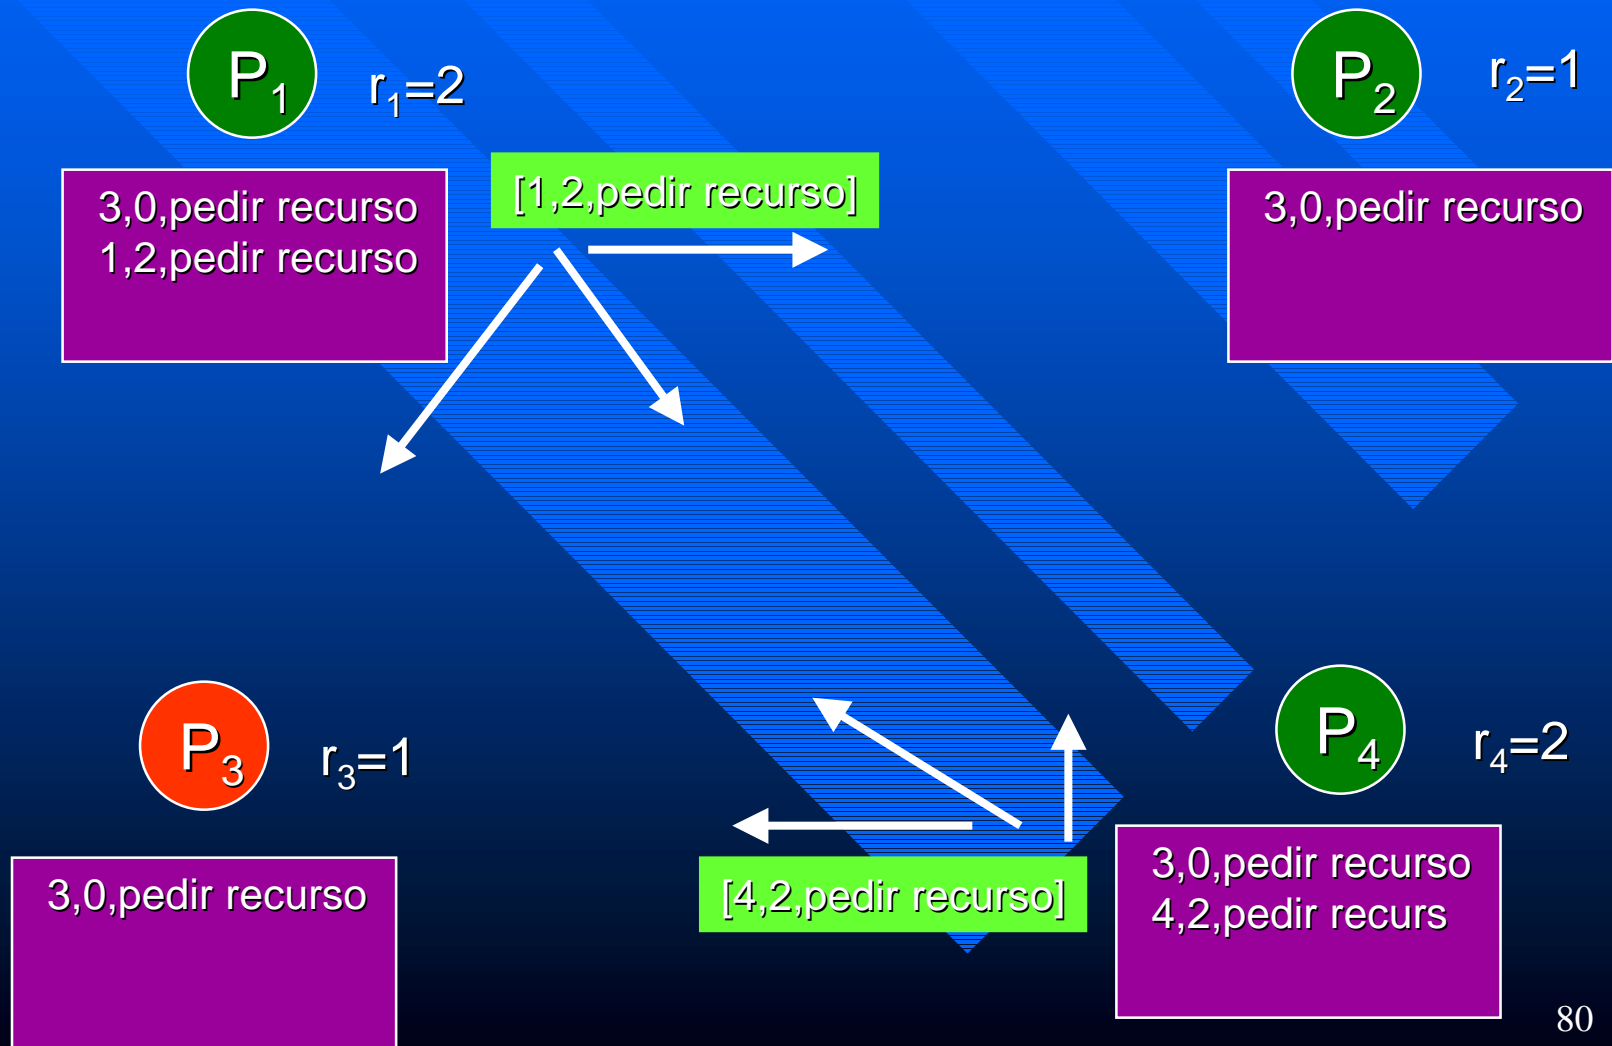 P1
r1=2
3,0,pedir recurso
1,2,pedir recurso
[1,2,pedir recurso]
P2
r2=1
3,0,pedir recurso
P3
r3=1
3,0,pedir recurso
[4,2,pedir recurso]
P4
r4=2
3,0,pedir recurso
4,2,pedir recurs
80